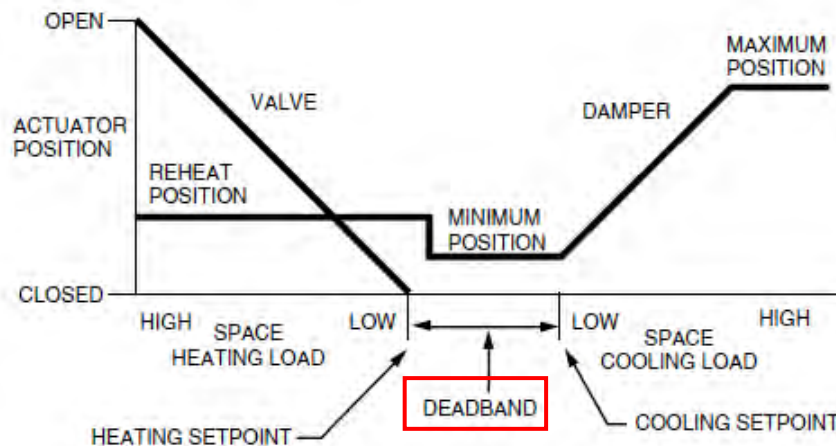 OPEN
MAXIMUM
POSITION
VALVE
DAMPER
ACTUATOR
POSITION
REHEAT
POSITION
MINIMUM
POSITION
CLOSED
HIGH
SPACE
HEATING LOAD
LOW
LOW
SPACE
COOLING LOAD
HIGH
DEADBAND
HEATING SETPOINT
COOLING SETPOINT